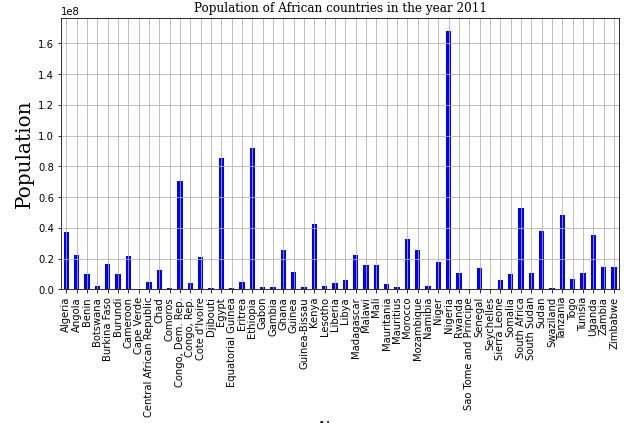 Population of African countries in the year 2011
1e8
Population
1.6
1.4
1.2
1.0
0.8
0.6
0.4
0.2
0.0
Algeria
Angola
Benin
Botswana
Burkina Faso
Burundi
Cameroon
Cape Verde
Central African Republic
Chad
Comoros
Congo, Dem. Rep.
Congo, Rep.
Cote d'Ivoire
Djibouti
Egypt
Equatorial Guinea
Eritrea
Ethiopia
Gabon
Gambia
Ghana
Guinea
Guinea-Bissau
Kenya
Lesotho
Liberia
Libya
Madagascar
Malawi
Mali
Mauritania
Mauritius
Morocco
Mozambique
Namibia
Niger
Nigeria
Rwanda
Sao Tome and Principe
Senegal
Seychelles
Sierra Leone
Somalia
South Africa
South Sudan
Sudan
Swaziland
Tanzania
Togo
Tunisia
Uganda
Zambia
Zimbabwe